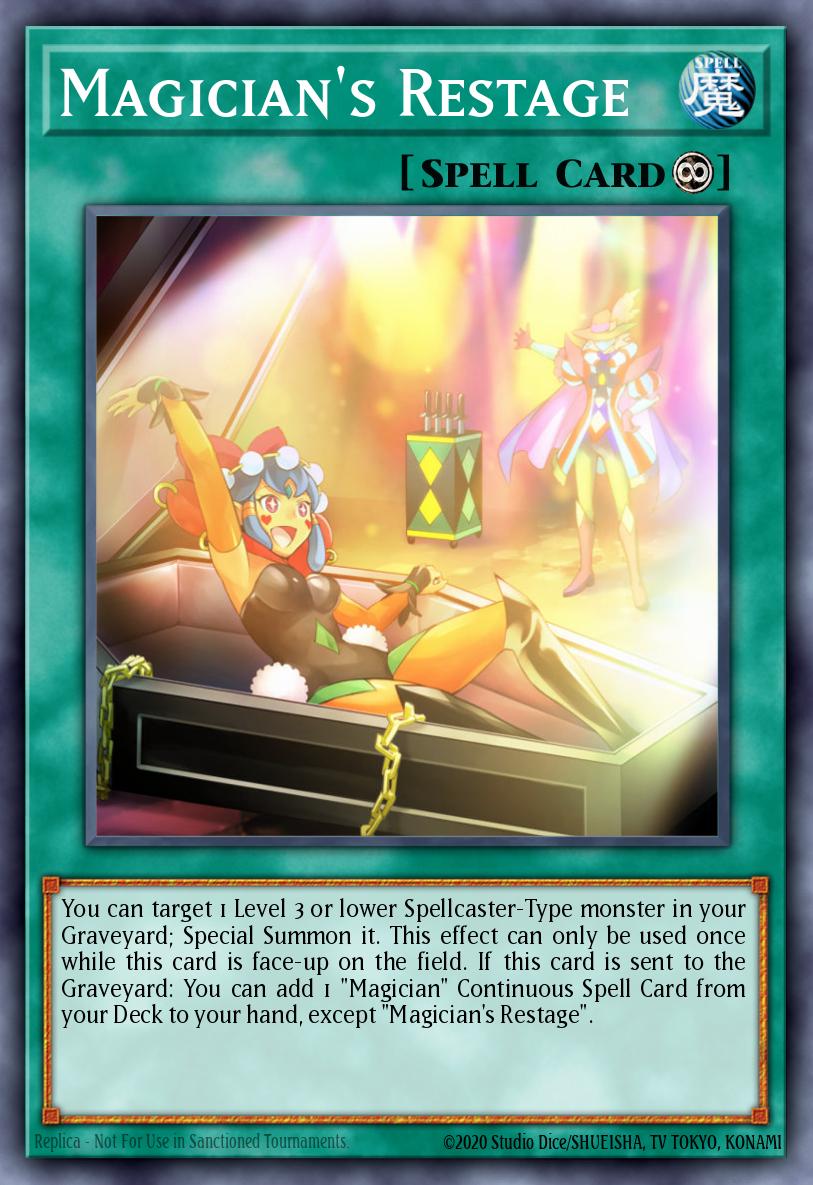 Magician's Restage
SPELL
魔
[Spell Card]
You can target 1 Level 3 or lower Spellcaster-Type monster in your
Graveyard; Special Summon it. This effect can only be used once
while this card is face-up on the field. If this card is sent to the
Graveyard: You can add 1 "Magician" Continuous Spell Card from
your Deck to your hand, except "Magician's Restage".
Replica - Not For Use in Sanctioned Tournaments.
©2020 Studio Dice/SHUEISHA, TV TOKYO, KONAMI